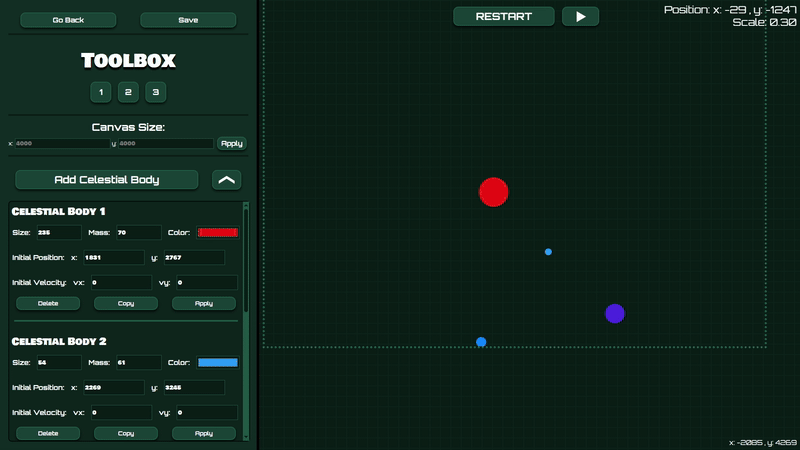 Go Back Save
Toolbox
1 2 3
Canvas Size:
x: 4000 y: 4000 Apply
Add Celestial Body
Celestial Body 1
Size: 235 Mass: 70 Color:
Initial Position: x: 1831 y: 2767
Initial Velocity: vx: 0 vy: 0
Delete Copy Apply
Celestial Body 2
Size: 54 Mass: 61 Color:
Initial Position: x: 2269 y: 3245
Initial Velocity: vx: 0 vy: 0
Delete Copy Apply
RESTART
Position: x: -29 , y: -1247
Scale: 0.30
x: -2085 , y: 4269